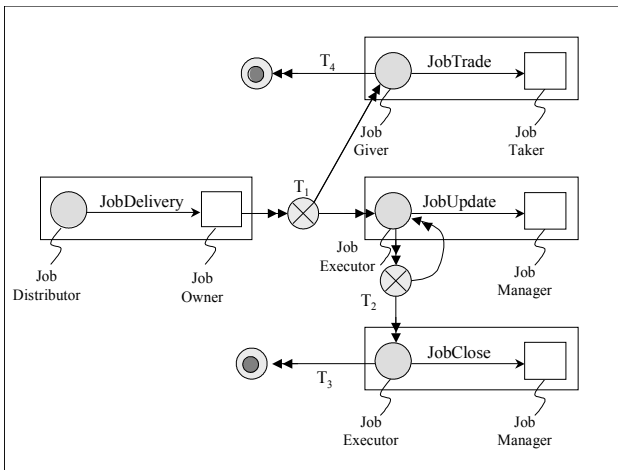 T4
JobTrade
Job
Giver
Job
Taker
T1
JobDelivery
JobUpdate
Job
Distributor
Job
Owner
Job
Executor
Job
Manager
T2
JobClose
T3
Job
Executor
Job
Manager